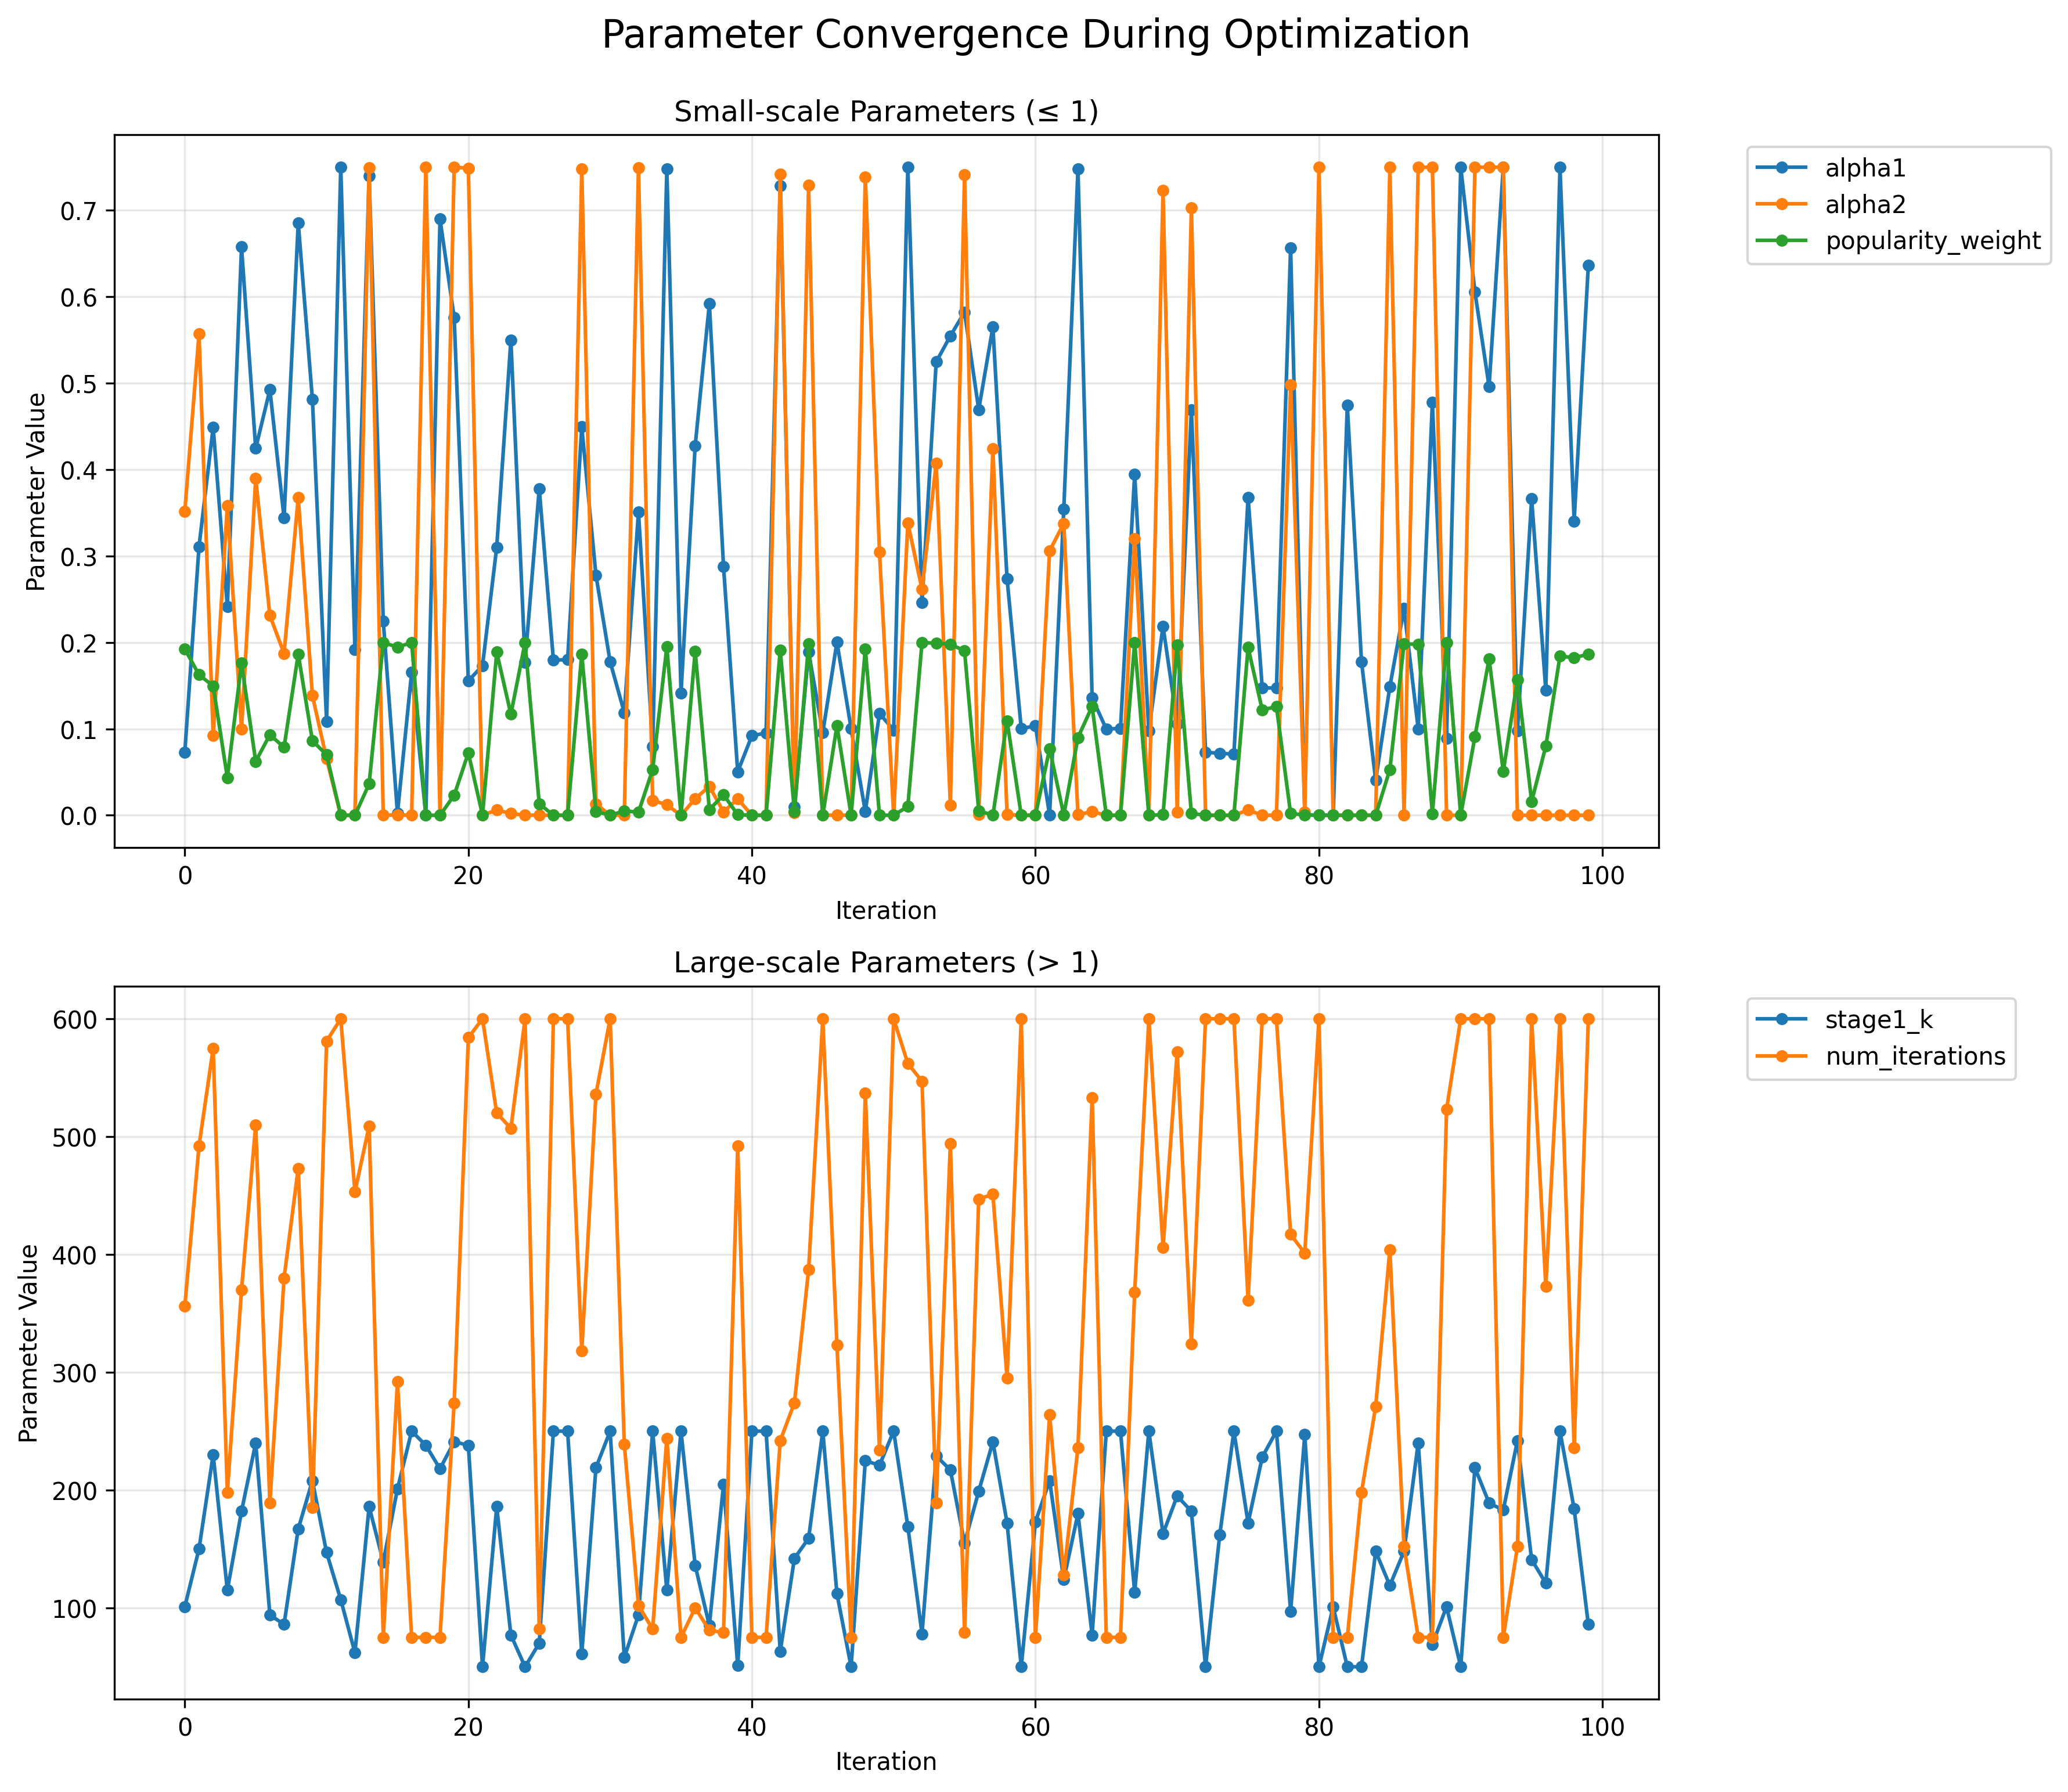 Parameter Convergence During Optimization
Small-scale Parameters (≤ 1)
alpha1
alpha2
popularity_weight
Parameter Value
0.7
0.6
0.5
0.4
0.3
0.2
0.1
0.0
0 20 40 60 80 100
Iteration
Large-scale Parameters (> 1)
stage1_k
num_iterations
Parameter Value
600
500
400
300
200
100
0 20 40 60 80 100
Iteration